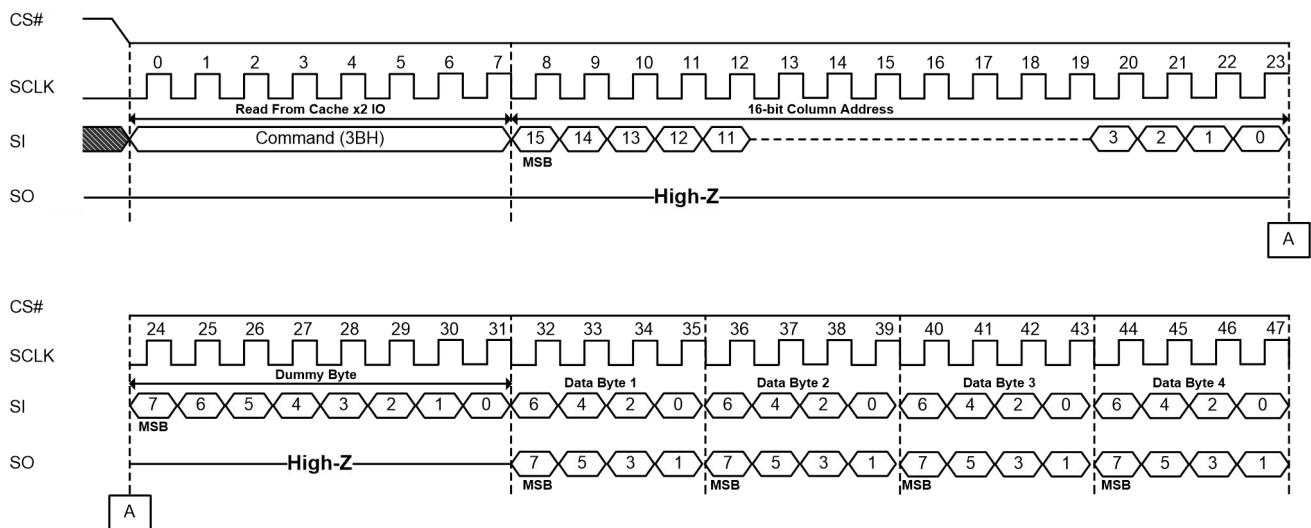 CS#
0 1 2 3 4 5 6 7 8 9 10 11 12 13 14 15 16 17 18 19 20 21 22 23
SCLK
Read From Cache x2 IO 16-bit Column Address
SI Command (3BH) 15 14 13 12 11 3 2 1 0
MSB
SO High-Z
A
CS#
24 25 26 27 28 29 30 31 32 33 34 35 36 37 38 39 40 41 42 43 44 45 46 47
SCLK
Dummy Byte Data Byte 1 Data Byte 2 Data Byte 3 Data Byte 4
SI 7 6 5 4 3 2 1 0 6 4 2 0 6 4 2 0 6 4 2 0 6 4 2 0
MSB
SO High-Z 7 5 3 1 7 5 3 1 7 5 3 1 7 5 3 1
MSB MSB MSB MSB
A